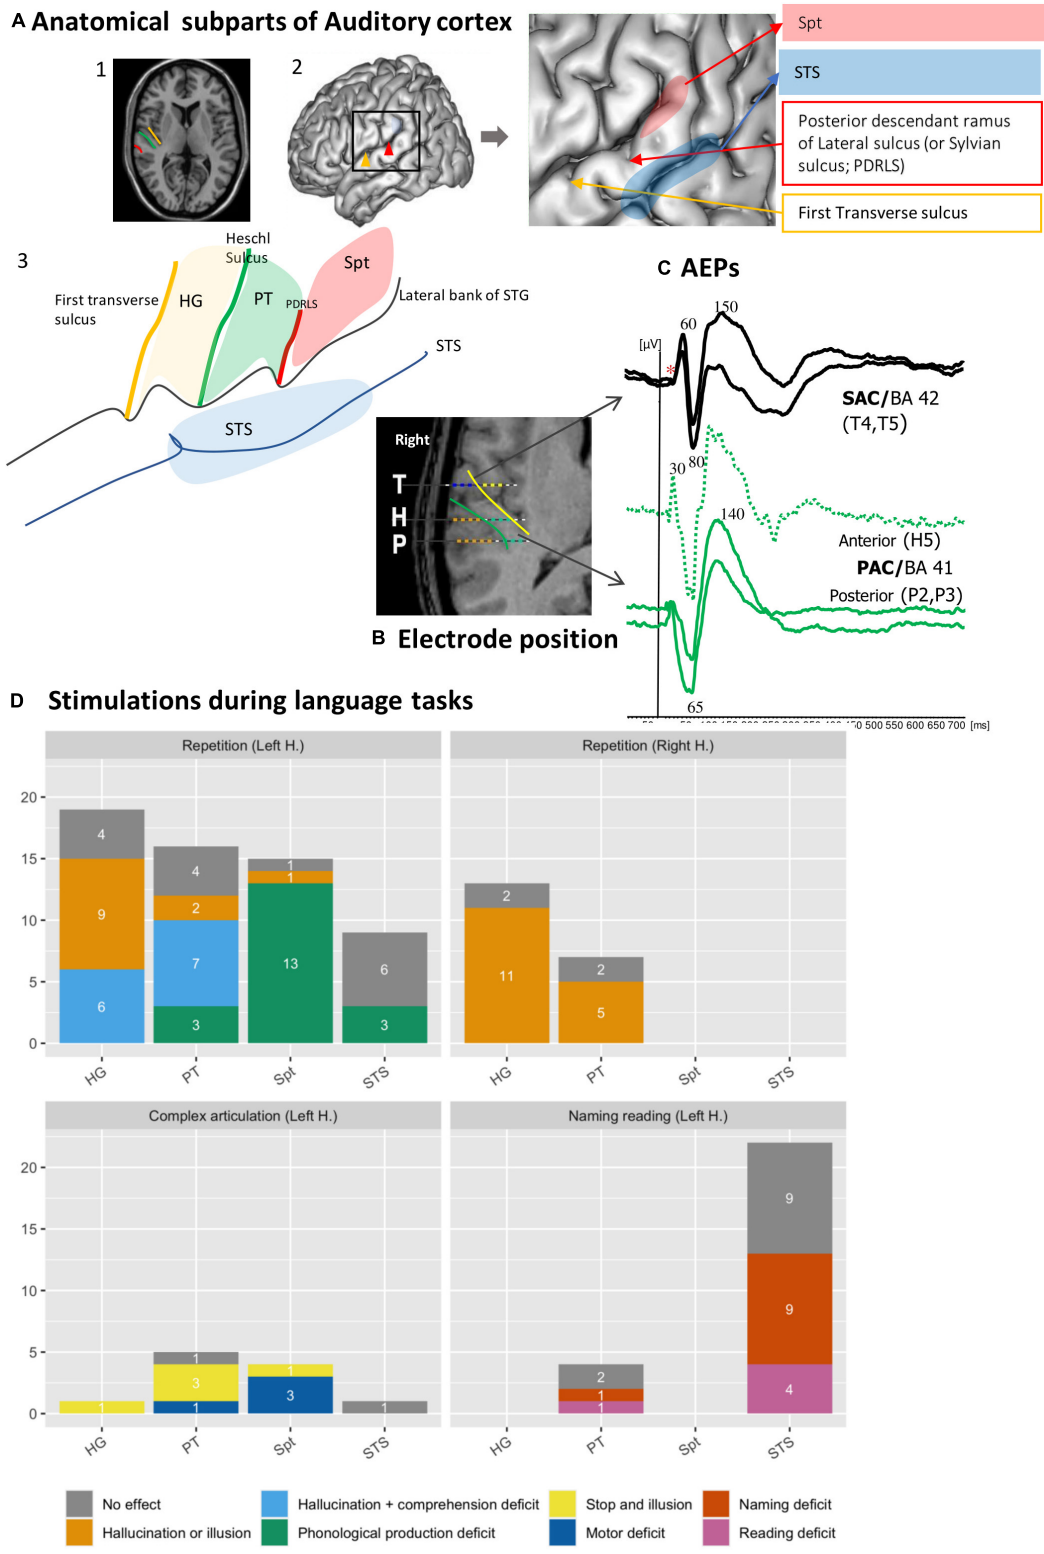 A Anatomical subparts of Auditory cortex
1
2
Spt
STS
Posterior descendant ramus
of Lateral sulcus (or Sylvian
sulcus; PDRLS)
First Transverse sulcus
3
First transverse
sulcus
HG
Heschl
Sulcus
PT
PDRLS
Spt
Lateral bank of STG
STS
STS
C AEPs
[µV]
*
60
150
80
SAC/BA 42
(T4,T5)
30
140
Anterior (H5)
PAC/BA 41
Posterior (P2,P3)
65
500 550 600 650 700 [ms]
Right
T
H
P
B Electrode position
D Stimulations during language tasks
Repetition (Left H.)
20
15
10
5
0
4
9
6
4
2
7
3
1
1
13
6
3
HG PT Spt STS
Repetition (Right H.)
2
11
2
5
HG PT Spt STS
Complex articulation (Left H.)
20
15
10
5
0
1
1
3
1
1
3
1
HG PT Spt STS
Naming reading (Left H.)
2
1
1
9
9
4
HG PT Spt STS
No effect
Hallucination or illusion
Hallucination + comprehension deficit
Phonological production deficit
Stop and illusion
Motor deficit
Naming deficit
Reading deficit